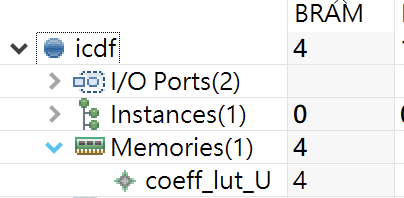 BRAM
icdf 4
I/O Ports(2)
Instances(1) 0
Memories(1) 4
coeff_lut_U 4